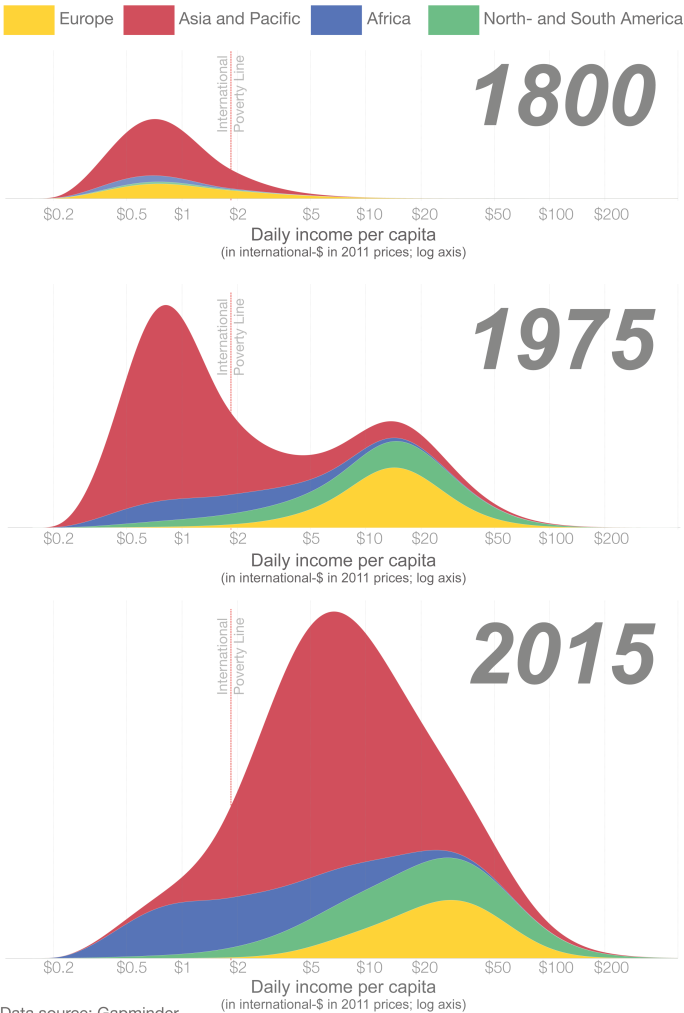 Europe Asia and Pacific Africa North- and South America
International
Poverty Line
1800
$0.2 $0.5 $1 $2 $5 $10 $20 $50 $100 $200
Daily income per capita
(in international-$ in 2011 prices; log axis)
International
Poverty Line
1975
$0.2 $0.5 $1 $2 $5 $10 $20 $50 $100 $200
Daily income per capita
(in international-$ in 2011 prices; log axis)
International
Poverty Line
2015
$0.2 $0.5 $1 $2 $5 $10 $20 $50 $100 $200
Daily income per capita
(in international-$ in 2011 prices; log axis)
Data source: Gapminder